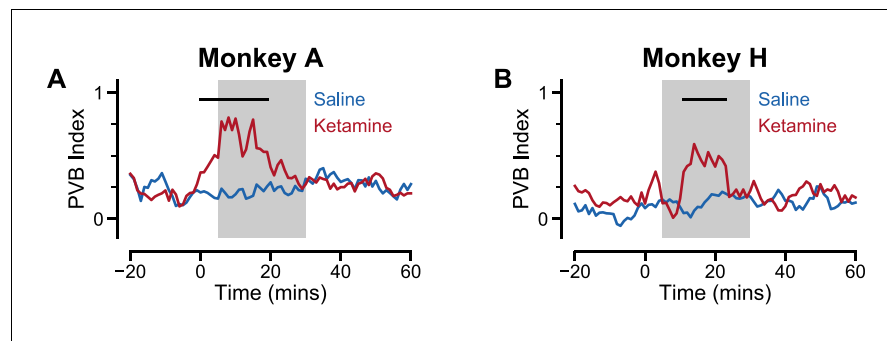 Monkey A
A
1
Saline
Ketamine
PVB Index
0
−20 0 20 40 60
Time (mins)
Monkey H
B
1
Saline
Ketamine
PVB Index
0
−20 0 20 40 60
Time (mins)